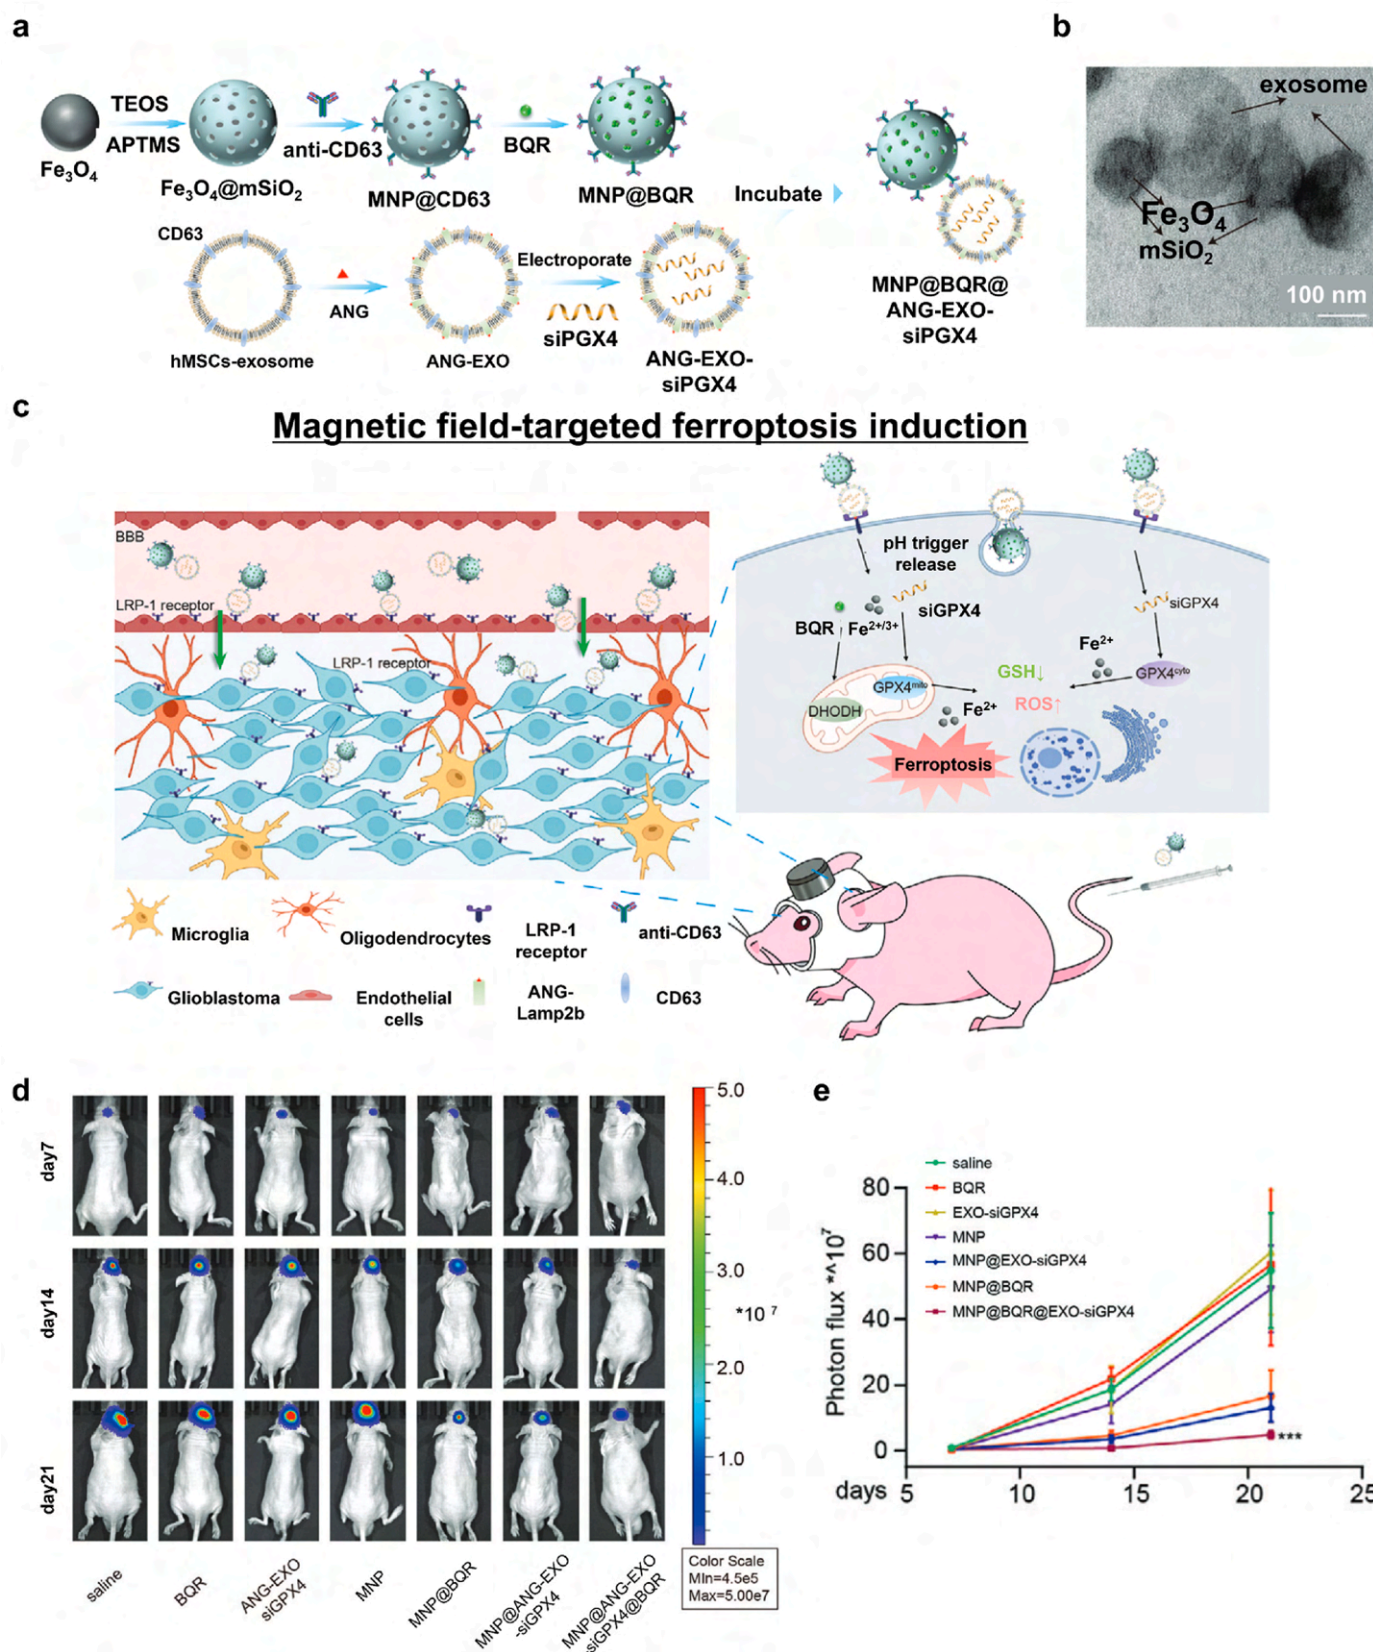 a
TEOS
APTMS
Fe₃O₄
Fe₃O₄@mSiO₂
anti-CD63
MNP@CD63
BQR
MNP@BQR
Incubate
CD63
hMSCs-exosome
ANG
ANG-EXO
Electroporate
siPGX4
ANG-EXO-
siPGX4
MNP@BQR@
ANG-EXO-
siPGX4
b
exosome
Fe₃O₄
mSiO₂
100 nm
c
Magnetic field-targeted ferroptosis induction
BBB
LRP-1 receptor
LRP-1 receptor
pH trigger
release
siGPX4
BQR
Fe²⁺/³⁺
GPX4ᵐⁱᵗᵒ
DHODH
Fe²⁺
GSH↓
ROS↑
Ferroptosis
siGPX4
Fe²⁺
GPX4ᶜʸᵗᵒ
Microglia
Oligodendrocytes
LRP-1
receptor
anti-CD63
Glioblastoma
Endothelial
cells
ANG-
Lamp2b
CD63
d
day7
day14
day21
saline
BQR
ANG-EXO
siGPX4
MNP
MNP@BQR
MNP@ANG-EXO
-siGPX4
MNP@ANG-EXO
-siGPX4@BQR
5.0
4.0
3.0
*10 ⁷
2.0
1.0
Color Scale
MIn=4.5e5
Max=5.00e7
e
saline
BQR
EXO-siGPX4
MNP
MNP@EXO-siGPX4
MNP@BQR
MNP@BQR@EXO-siGPX4
Photon flux *^10⁷
80
60
40
20
0
***
days
5
10
15
20
25